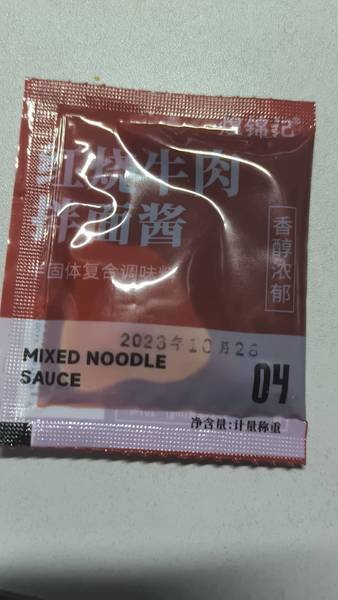 锦记®
红烧牛肉
拌面酱
半固体复合调味料
香醇浓郁
2023年10月26
MIXED NOODLE
SAUCE
04
净含量:计量称重